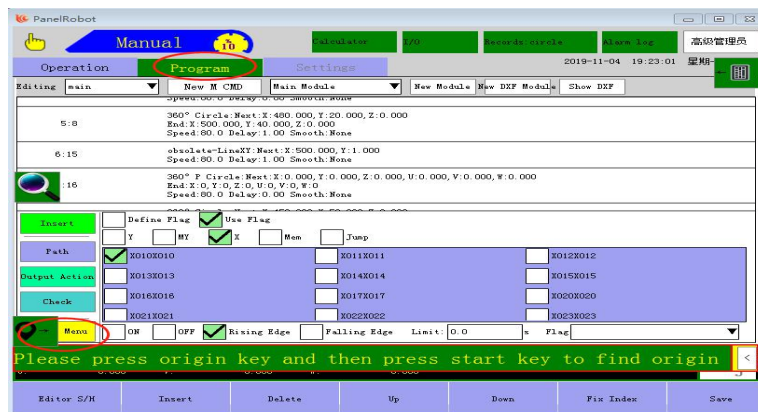 PanelRobot
Manual 10 Calculator I/O Records:circle Alarm log 高级管理员
Operation Program Settings 2019-11-04 19:23:01 星期
Editing main New M CMD Main Module New Module New DXF Module Show DXF
Speed:80.0 Delay:0.00 Smooth:None
5:8
360° Circle:Next:X:480.000,Y:20.000,Z:0.000
End:X:500.000,Y:40.000,Z:0.000
Speed:80.0 Delay:1.00 Smooth:None
6:15
obsolete-LineXY:Next:X:500.000,Y:1.000
Speed:80.0 Delay:1.00 Smooth:None
:16
360° P Circle:Next:X:0.000,Y:0.000,Z:0.000,U:0.000,V:0.000,W:0.000
End:X:0,Y:0,Z:0,U:0,V:0,W:0
Speed:80.0 Delay:0.00 Smooth:None
Insert Define Flag Use Flag
Y MY X Mem Jump
Path X010X010 X011X011 X012X012
Output Action X013X013 X014X014 X015X015
Check X016X016 X017X017 X020X020
X021X021 X022X022 X023X023
Menu ON OFF Rising Edge Falling Edge Limit: 0.0 s Flag
Please press origin key and then press start key to find origin <
Editor S/H Insert Delete Up Down Fix Index Save